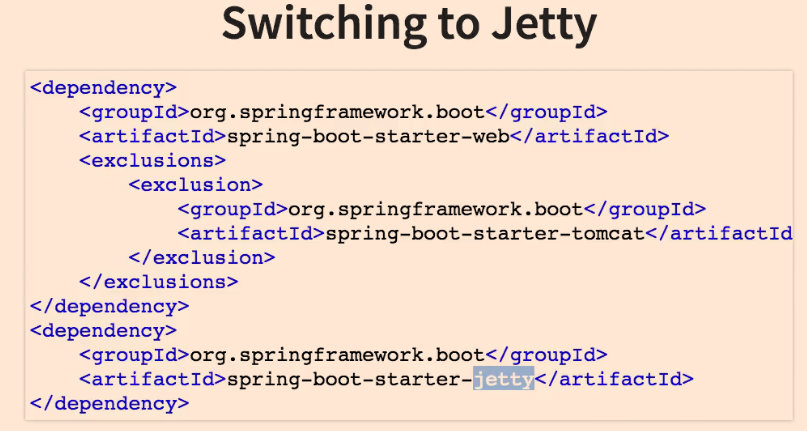 Switching to Jetty
<dependency>
    <groupId>org.springframework.boot</groupId>
    <artifactId>spring-boot-starter-web</artifactId>
    <exclusions>
        <exclusion>
            <groupId>org.springframework.boot</groupId>
            <artifactId>spring-boot-starter-tomcat</artifactId
        </exclusion>
    </exclusions>
</dependency>
<dependency>
    <groupId>org.springframework.boot</groupId>
    <artifactId>spring-boot-starter-jetty</artifactId>
</dependency>